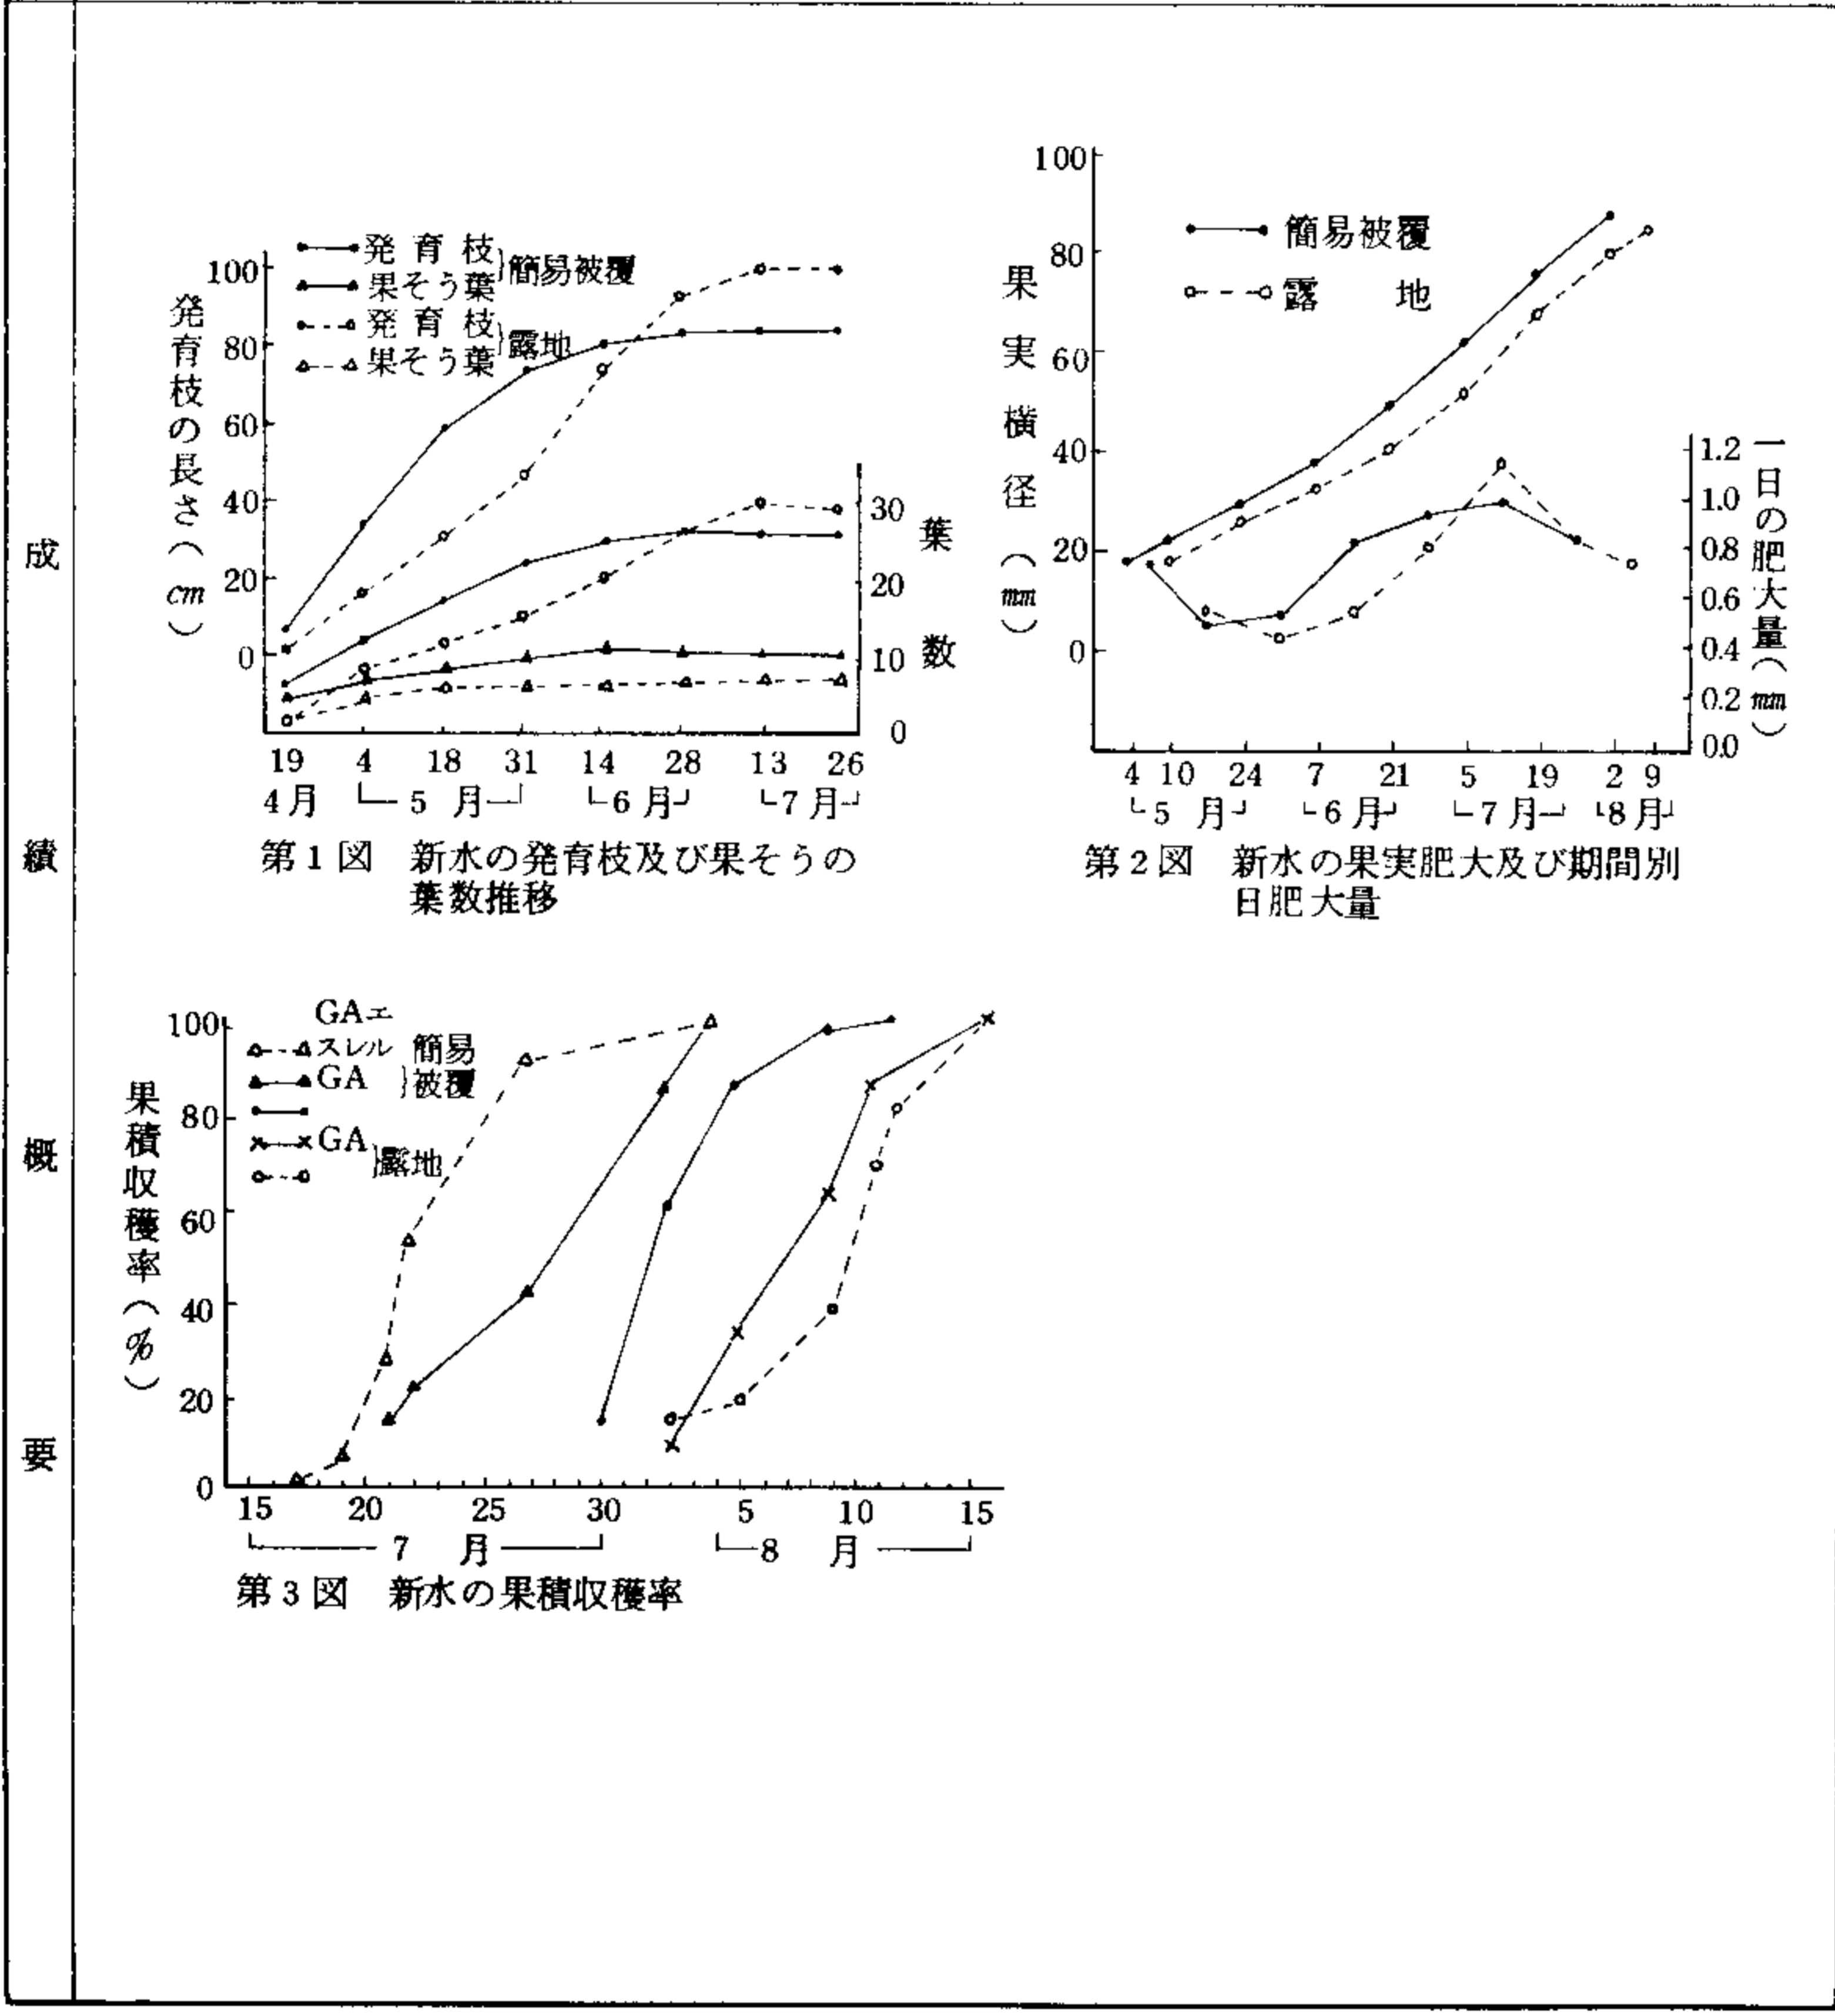 成績概要
発育枝
果そう葉
簡易被覆
発育枝
果そう葉
露地
発育枝の長さ(cm)
100
80
60
40
20
0
葉数
30
20
10
0
19 4 18 31 14 28 13 26
4月 5月 6月 7月
第1図 新水の発育枝及び果そうの
葉数推移
簡易被覆
露地
果実横径(mm)
100
80
60
40
20
0
一日の肥大量(mm)
1.2
1.0
0.8
0.6
0.4
0.2
0.0
4 10 24 7 21 5 19 2 9
5月 6月 7月 8月
第2図 新水の果実肥大及び期間別
日肥大量
GAエ
スレル 簡易
GA 被覆
GA
露地
果積収穫率(%)
100
80
60
40
20
0
15 20 25 30 5 10 15
7月 8月
第3図 新水の果積収穫率